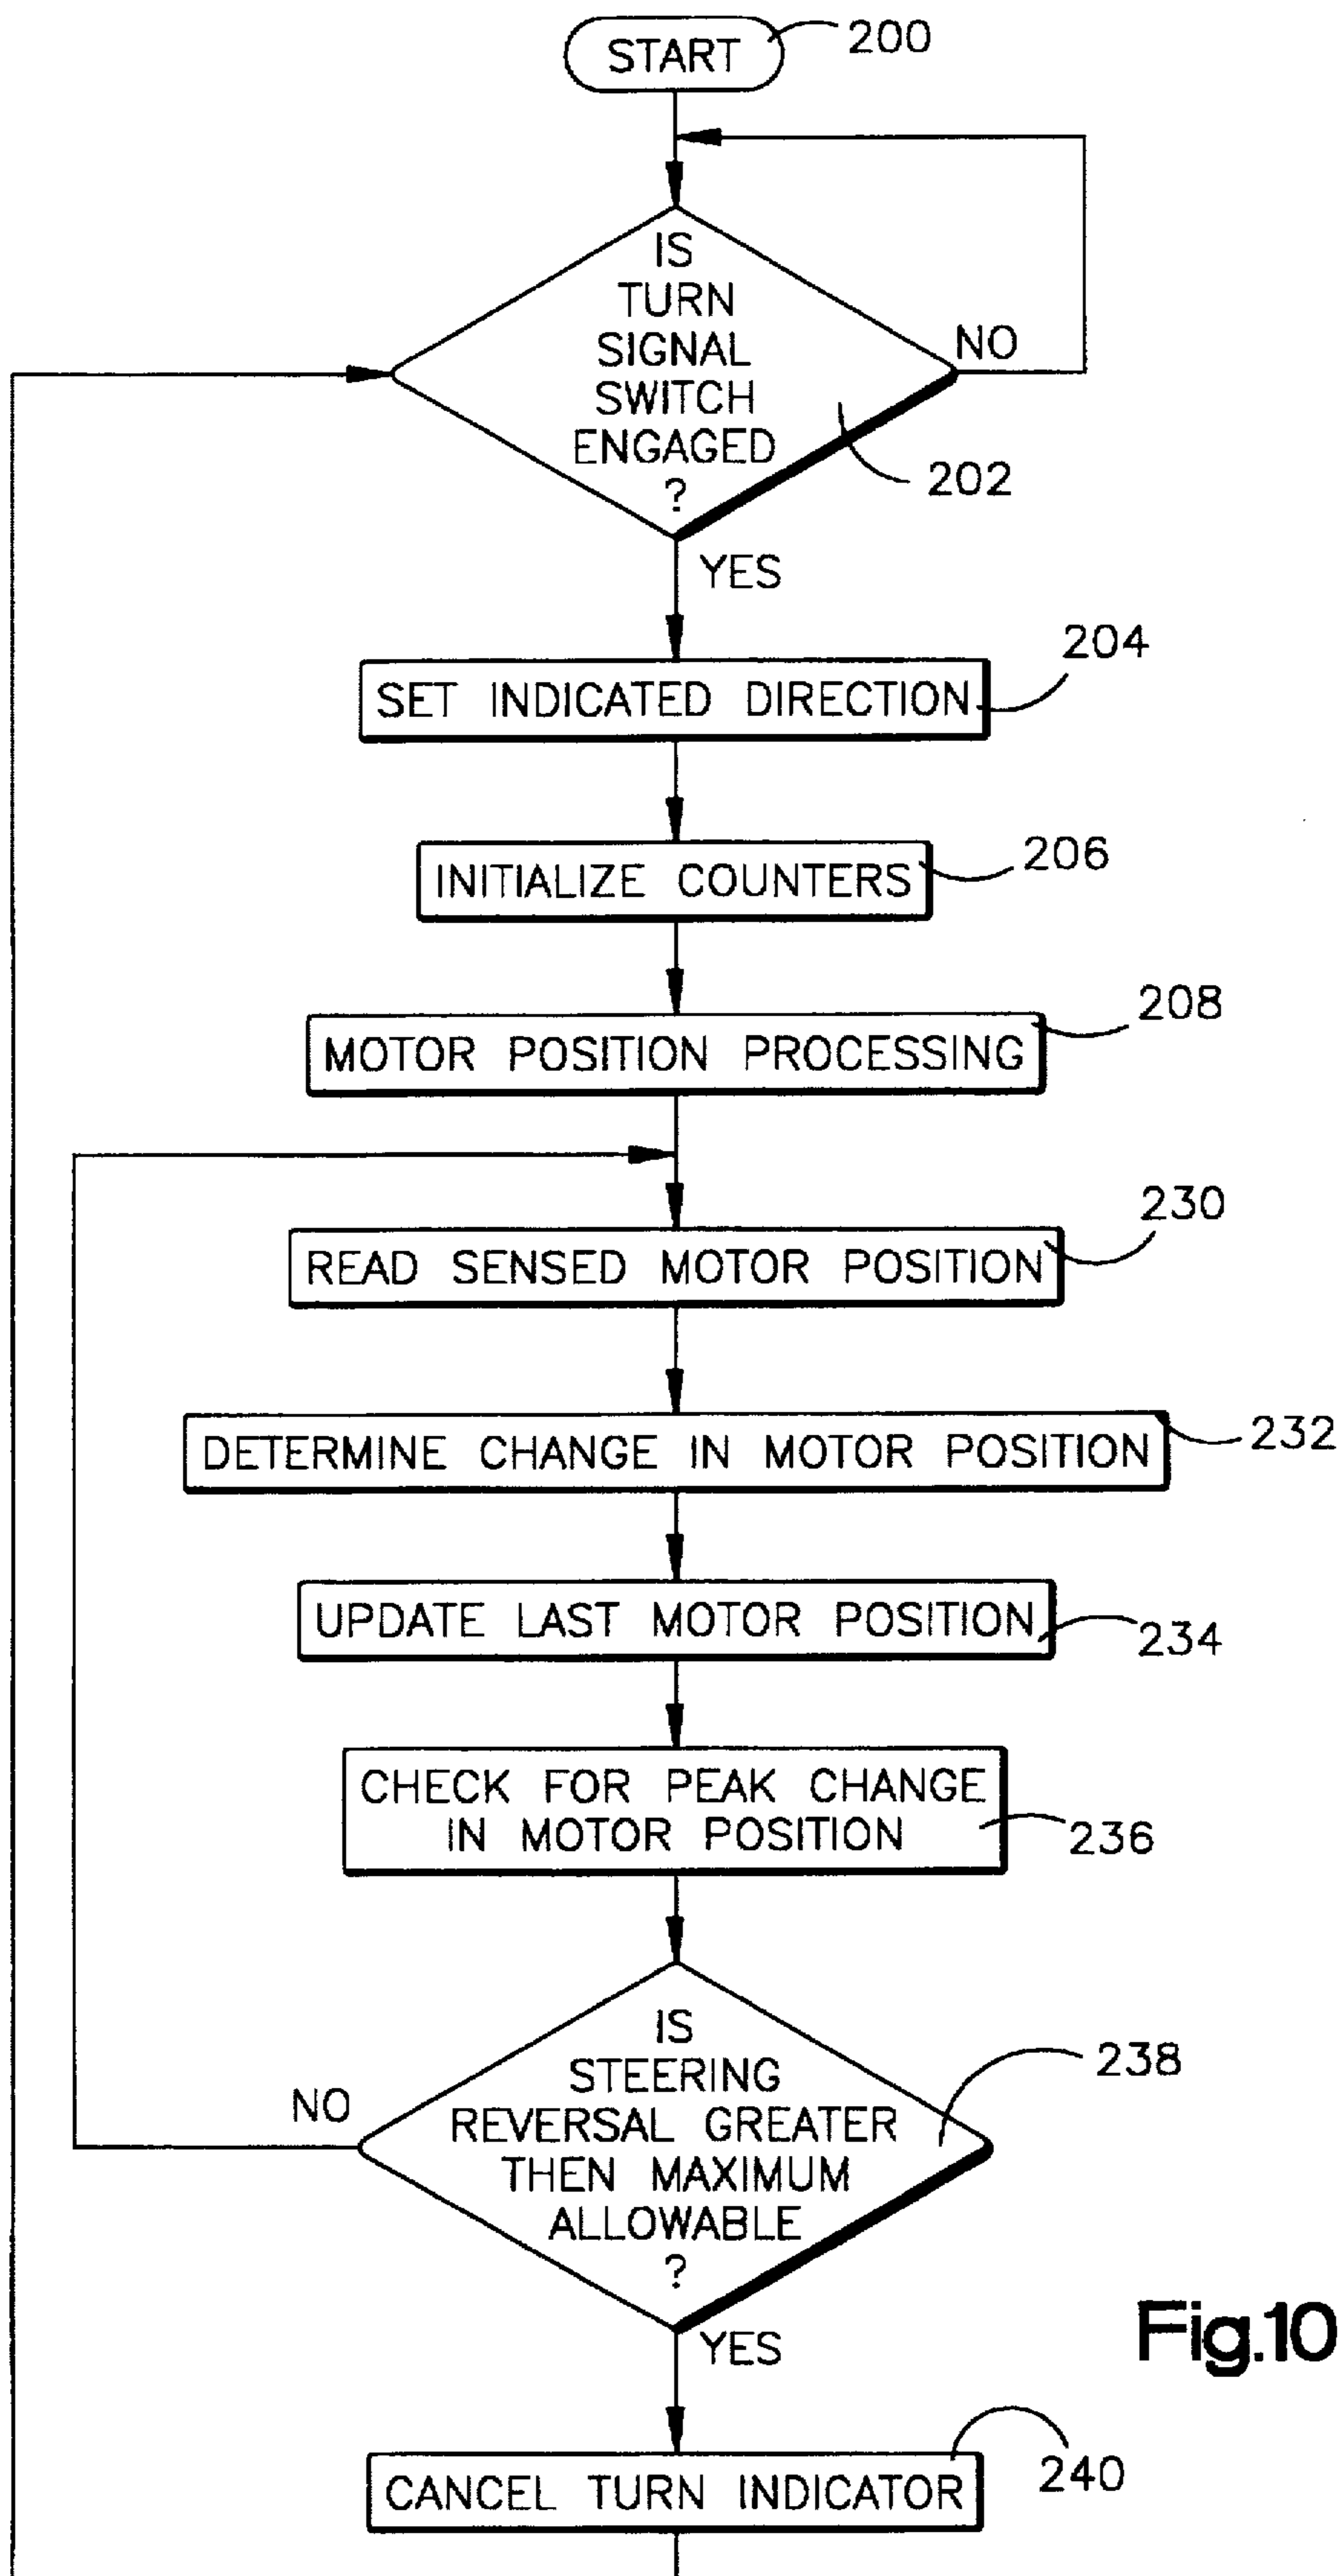 START
200
IS
TURN
SIGNAL
SWITCH
ENGAGED
?
NO
202
YES
204
SET INDICATED DIRECTION
INITIALIZE COUNTERS
206
208
MOTOR POSITION PROCESSING
230
READ SENSED MOTOR POSITION
DETERMINE CHANGE IN MOTOR POSITION
232
UPDATE LAST MOTOR POSITION
234
CHECK FOR PEAK CHANGE
IN MOTOR POSITION
236
IS
STEERING
REVERSAL GREATER
THEN MAXIMUM
ALLOWABLE
?
NO
238
YES
Fig.10
CANCEL TURN INDICATOR
240